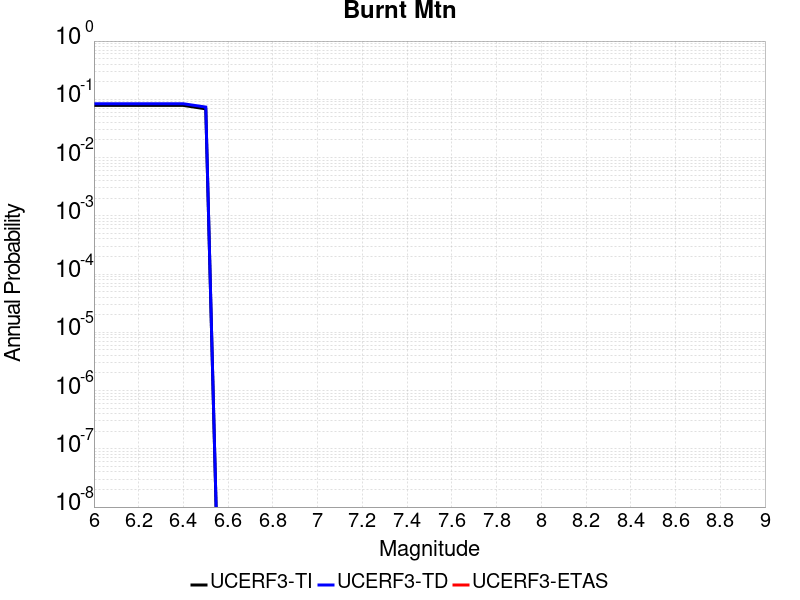 Burnt Mtn
10^0
10^-1
10^-2
10^-3
10^-4
10^-5
10^-6
10^-7
10^-8
Annual Probability
6 6.2 6.4 6.6 6.8 7 7.2 7.4 7.6 7.8 8 8.2 8.4 8.6 8.8 9
Magnitude
UCERF3-TI UCERF3-TD UCERF3-ETAS